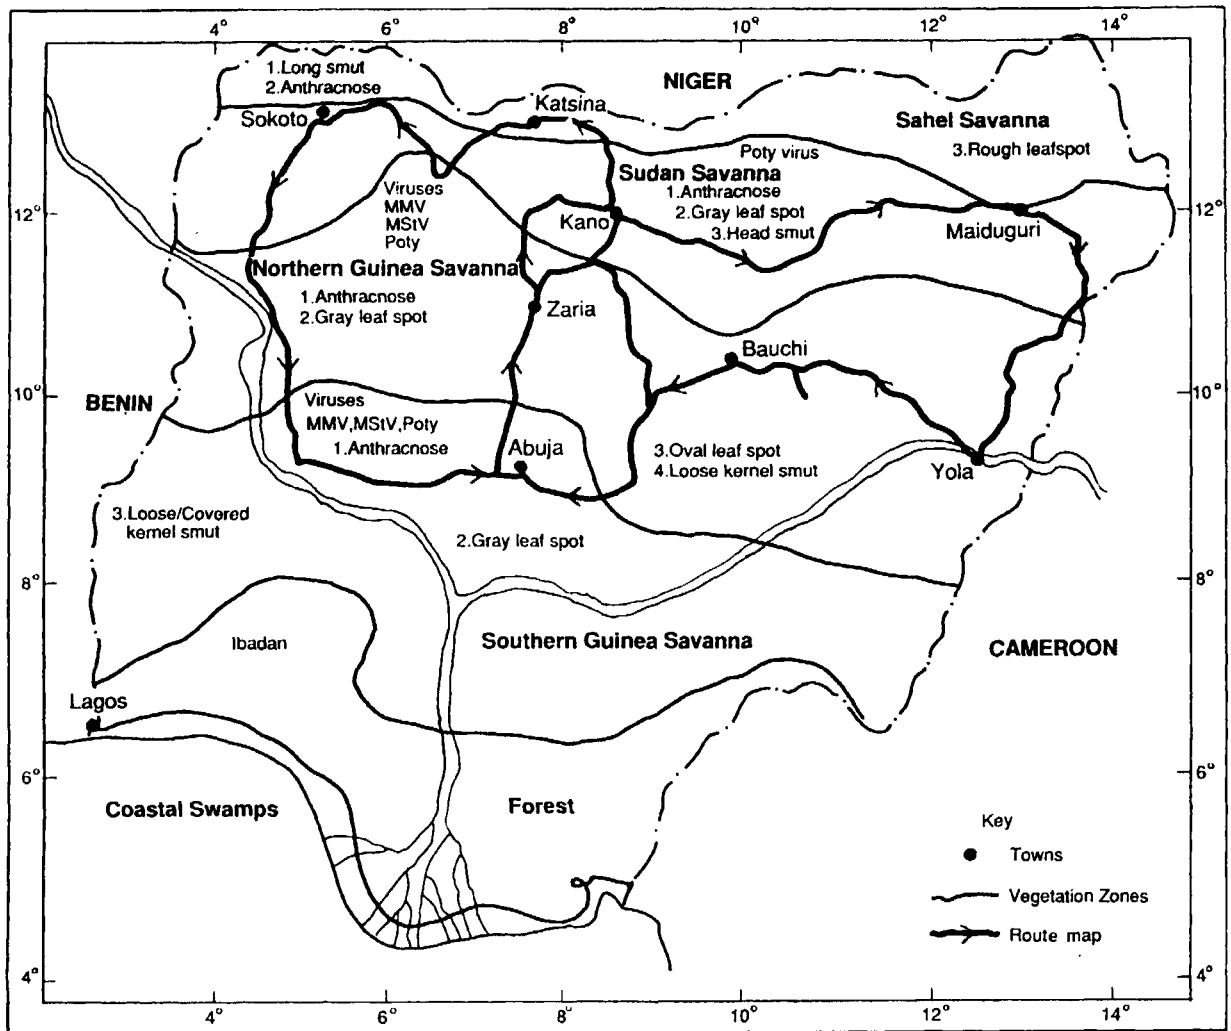 4° 6° 8° 10° 12° 14°
1.Long smut
2.Anthracnose
NIGER
Katsina
Sokoto
Sahel Savanna
3.Rough leafspot
Poty virus
Sudan Savanna
1.Anthracnose
2.Gray leaf spot
3.Head smut
Viruses
MMV
MStV
Poty
12°
12°
Kano
Maiduguri
Northern Guinea Savanna
1.Anthracnose
2.Gray leaf spot
Zaria
Bauchi
10°
10°
BENIN
Viruses
MMV,MStV,Poty
1.Anthracnose
Abuja
3.Oval leaf spot
4.Loose kernel smut
Yola
3.Loose/Covered
kernel smut
2.Gray leaf spot
8°
8°
Ibadan
Southern Guinea Savanna
CAMEROON
Lagos
6°
6°
Coastal Swamps
Forest
Key
Towns
Vegetation Zones
Route map
4°
4°
4° 6° 8° 10° 12° 14°